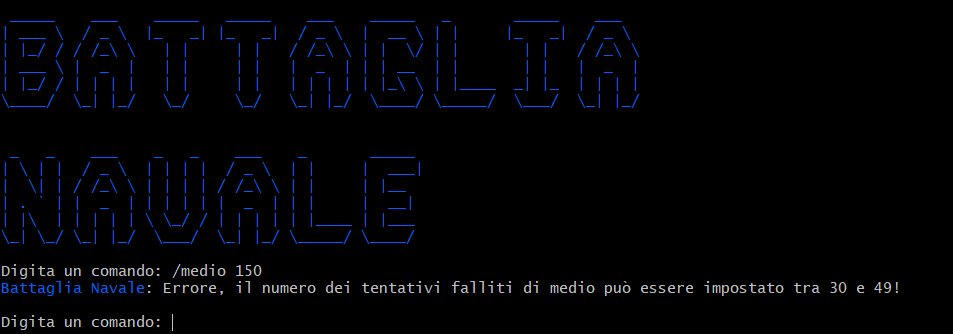 BATTAGLIA
NAVALE
Digita un comando: /medio 150
Battaglia Navale: Errore, il numero dei tentativi falliti di medio può essere impostato tra 30 e 49!
Digita un comando: